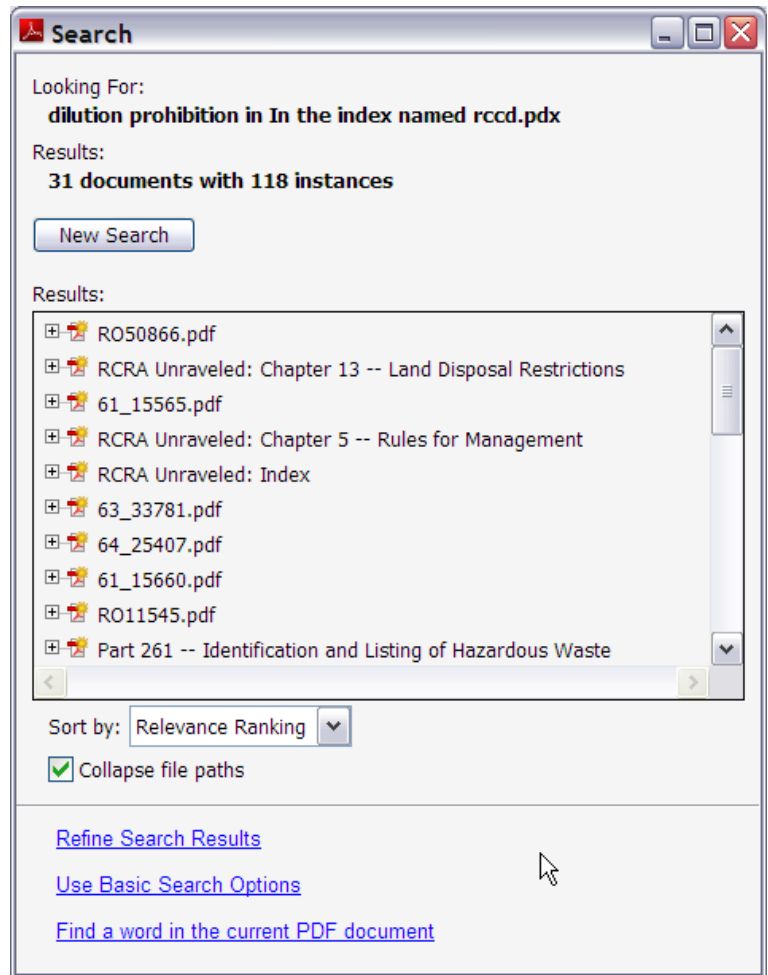 Search
Looking For:
dilution prohibition in In the index named rccd.pdx
Results:
31 documents with 118 instances
New Search
Results:
RO50866.pdf
RCRA Unraveled: Chapter 13 -- Land Disposal Restrictions
61_15565.pdf
RCRA Unraveled: Chapter 5 -- Rules for Management
RCRA Unraveled: Index
63_33781.pdf
64_25407.pdf
61_15660.pdf
RO11545.pdf
Part 261 -- Identification and Listing of Hazardous Waste
Sort by: Relevance Ranking
Collapse file paths
Refine Search Results
Use Basic Search Options
Find a word in the current PDF document